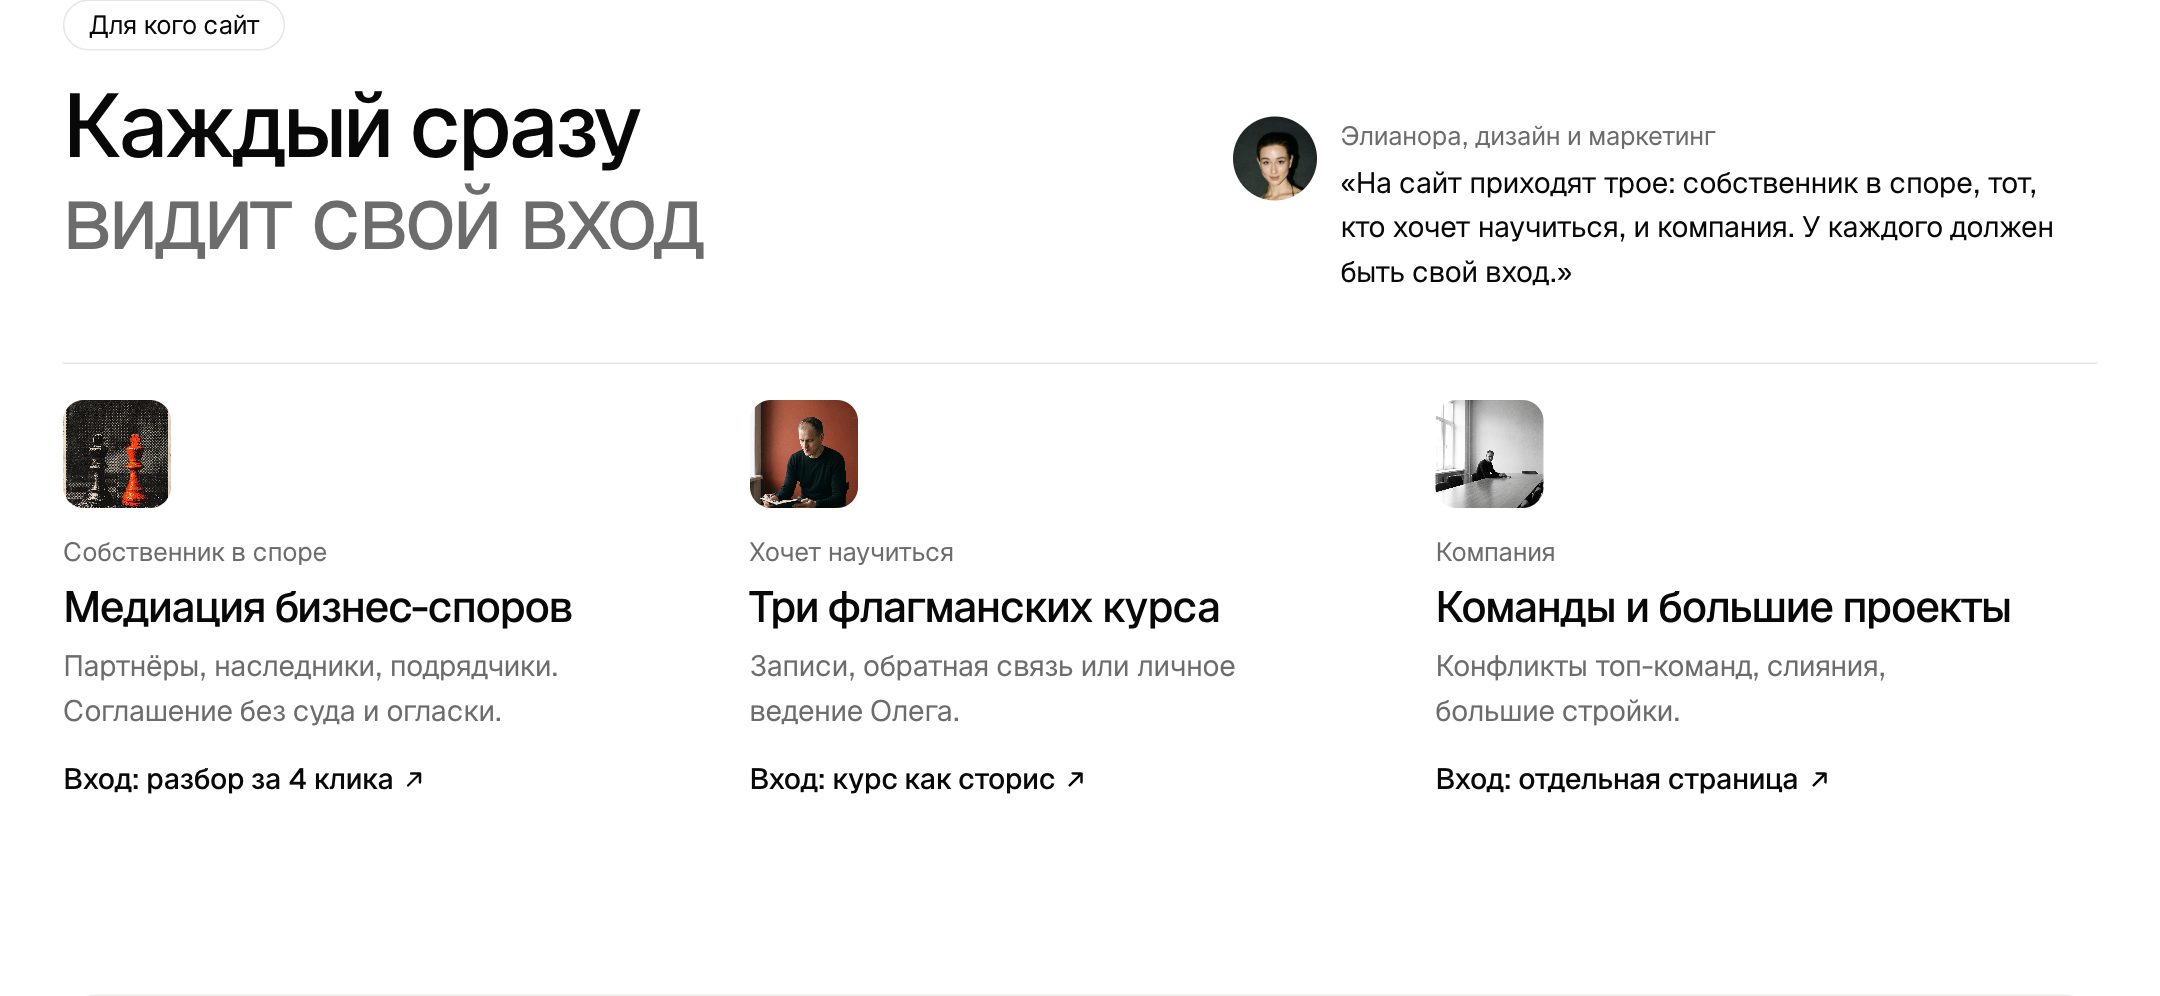 Для кого сайт
Каждый сразу
видит свой вход
Элианора, дизайн и маркетинг
«На сайт приходят трое: собственник в споре, тот,
кто хочет научиться, и компания. У каждого должен
быть свой вход.»
Собственник в споре
Медиация бизнес-споров
Партнёры, наследники, подрядчики.
Соглашение без суда и огласки.
Вход: разбор за 4 клика ↗
Хочет научиться
Три флагманских курса
Записи, обратная связь или личное
ведение Олега.
Вход: курс как сторис ↗
Компания
Команды и большие проекты
Конфликты топ-команд, слияния,
большие стройки.
Вход: отдельная страница ↗